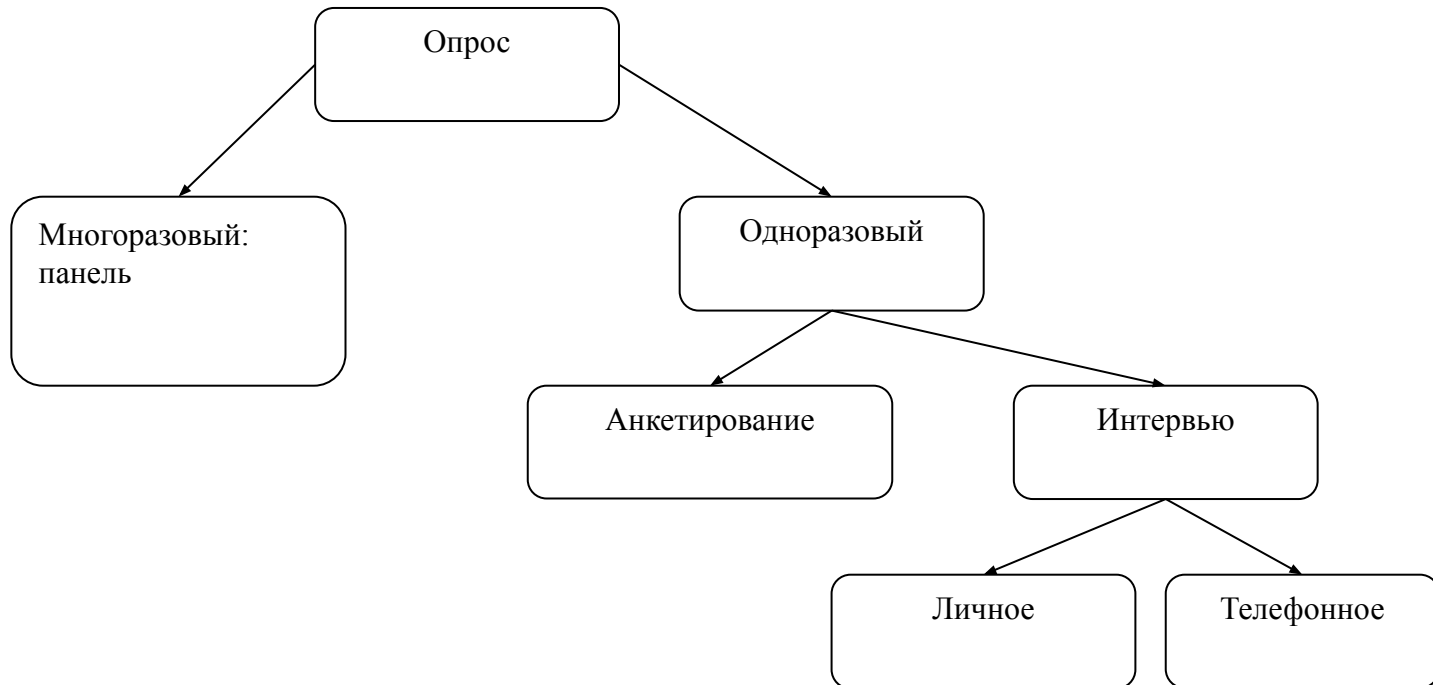 Опрос
Многоразовый:
панель
Одноразовый
Анкетирование
Интервью
Личное
Телефонное